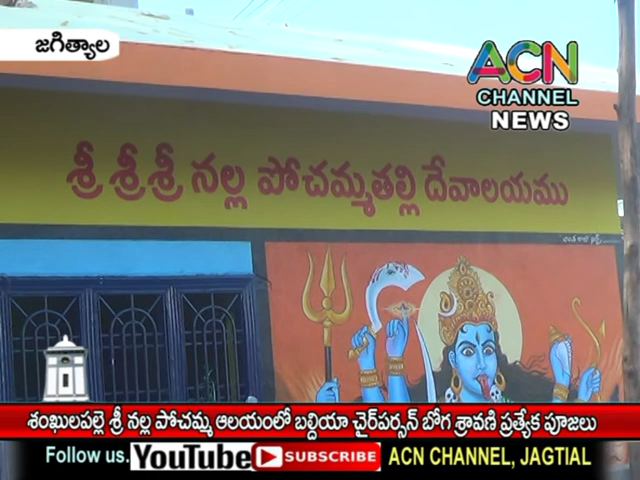 జగిత్యాల
ACN
CHANNEL
NEWS
శ్రీ శ్రీశ్రీ నల్ల పోచమ్మతల్లి దేవాలయము
శంఖులపల్లె శ్రీ నల్ల పోచమ్మ ఆలయంలో బల్దియా చైర్‌పర్సన్ బోగ శ్రావణి ప్రత్యేక పూజలు
Follow us. YouTube SUBSCRIBE ACN CHANNEL, JAGTIAL